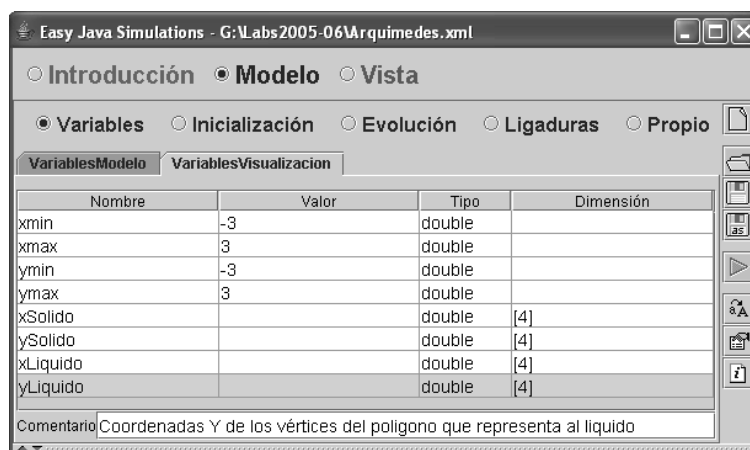 Easy Java Simulations - G:\Labs2005-06\Arquimedes.xml
Introducción Modelo Vista
Variables Inicialización Evolución Ligaduras Propio
VariablesModelo VariablesVisualizacion
Nombre Valor Tipo Dimensión
xmin -3 double
xmax 3 double
ymin -3 double
ymax 3 double
xSolido double [4]
ySolido double [4]
xLiquido double [4]
yLiquido double [4]
Comentario Coordenadas Y de los vértices del poligono que representa al liquido
as
aA
i